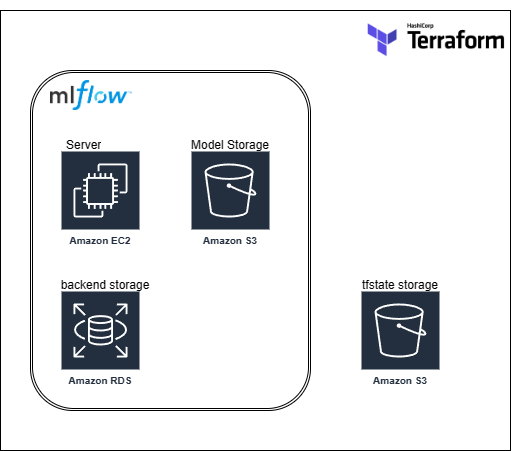 HashiCorp
Terraform
mlflow
Server
Model Storage
Amazon EC2
Amazon S3
backend storage
tfstate storage
Amazon RDS
Amazon S3